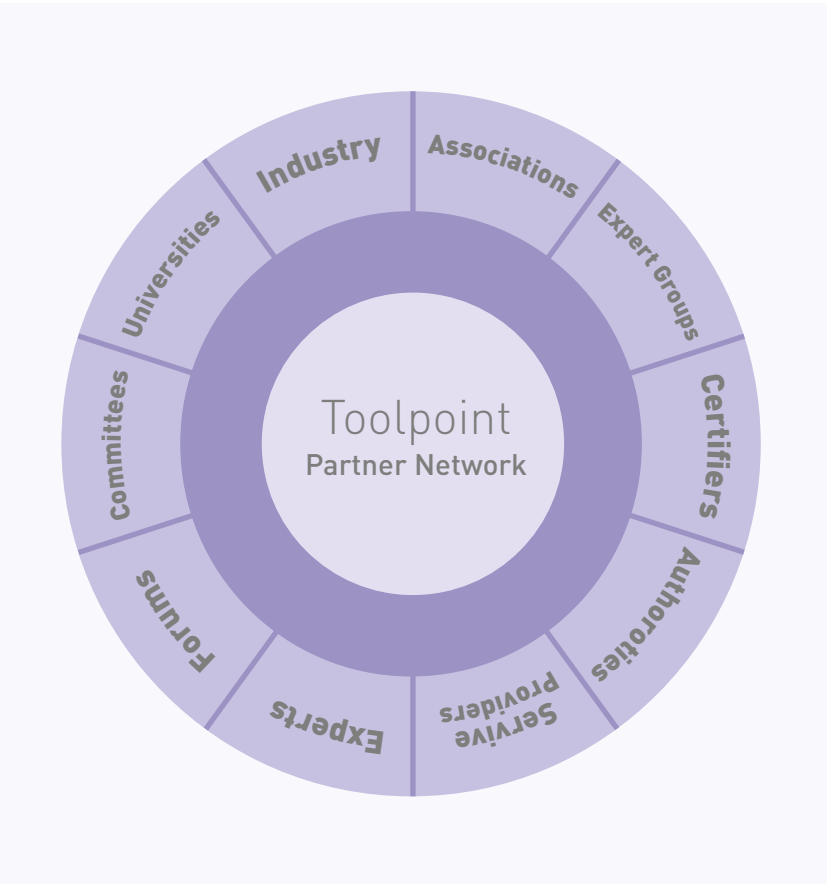 Toolpoint
Partner Network
Industry
Associations
Expert Groups
Certifiers
Authoroties
Servive
Providers
Experts
Forums
Committees
Universities